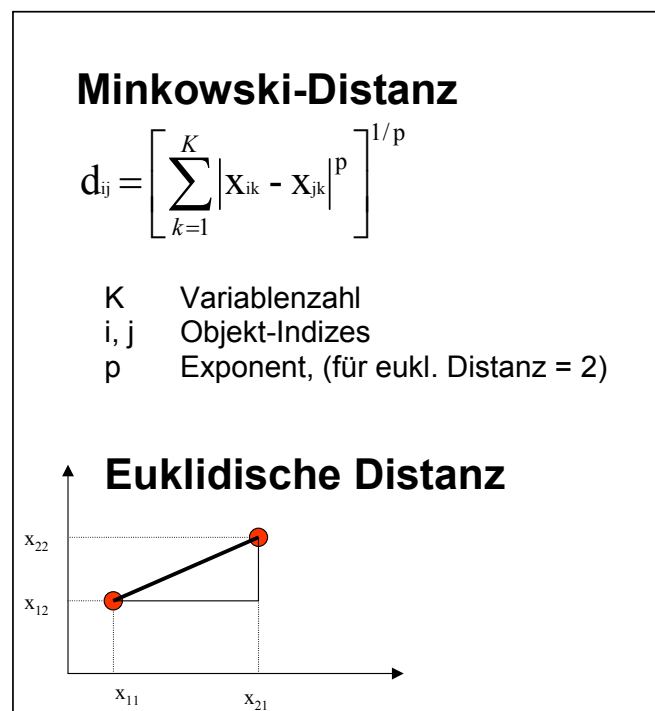 Minkowski-Distanz
d_ij = [ \sum_{k=1}^{K} |x_ik - x_jk|^p ]^{1/p}
K Variablenzahl
i, j Objekt-Indizes
p Exponent, (für eukl. Distanz = 2)
Euklidische Distanz
x_22
x_12
x_11 x_21